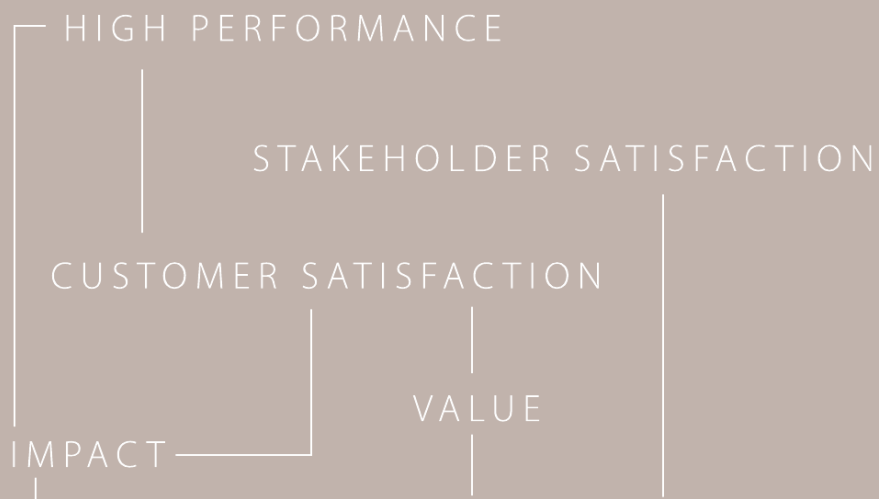 HIGH PERFORMANCE
STAKEHOLDER SATISFACTION
CUSTOMER SATISFACTION
VALUE
IMPACT